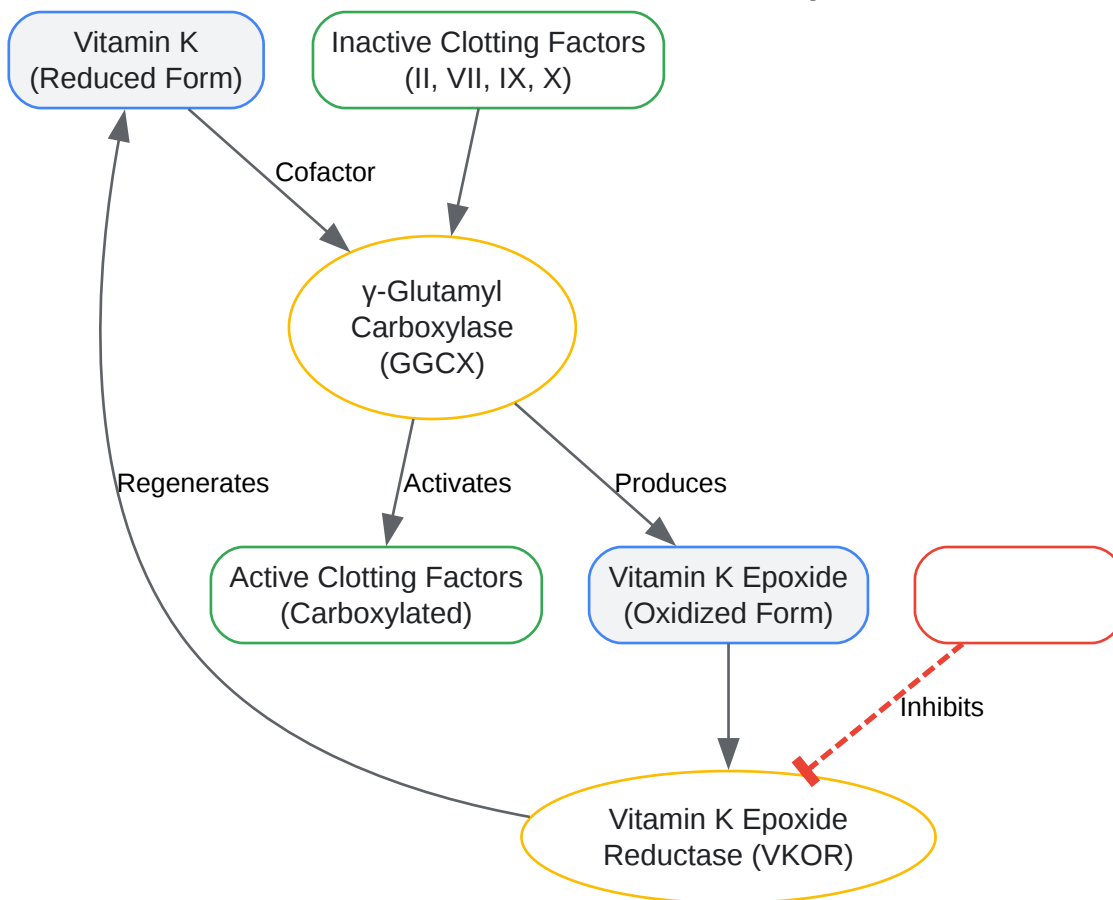 Vitamin K
(Reduced Form)
Inactive Clotting Factors
(II, VII, IX, X)
Cofactor
γ-Glutamyl
Carboxylase
(GGCX)
Regenerates
Activates
Produces
Active Clotting Factors
(Carboxylated)
Vitamin K Epoxide
(Oxidized Form)
Inhibits
Vitamin K Epoxide
Reductase (VKOR)